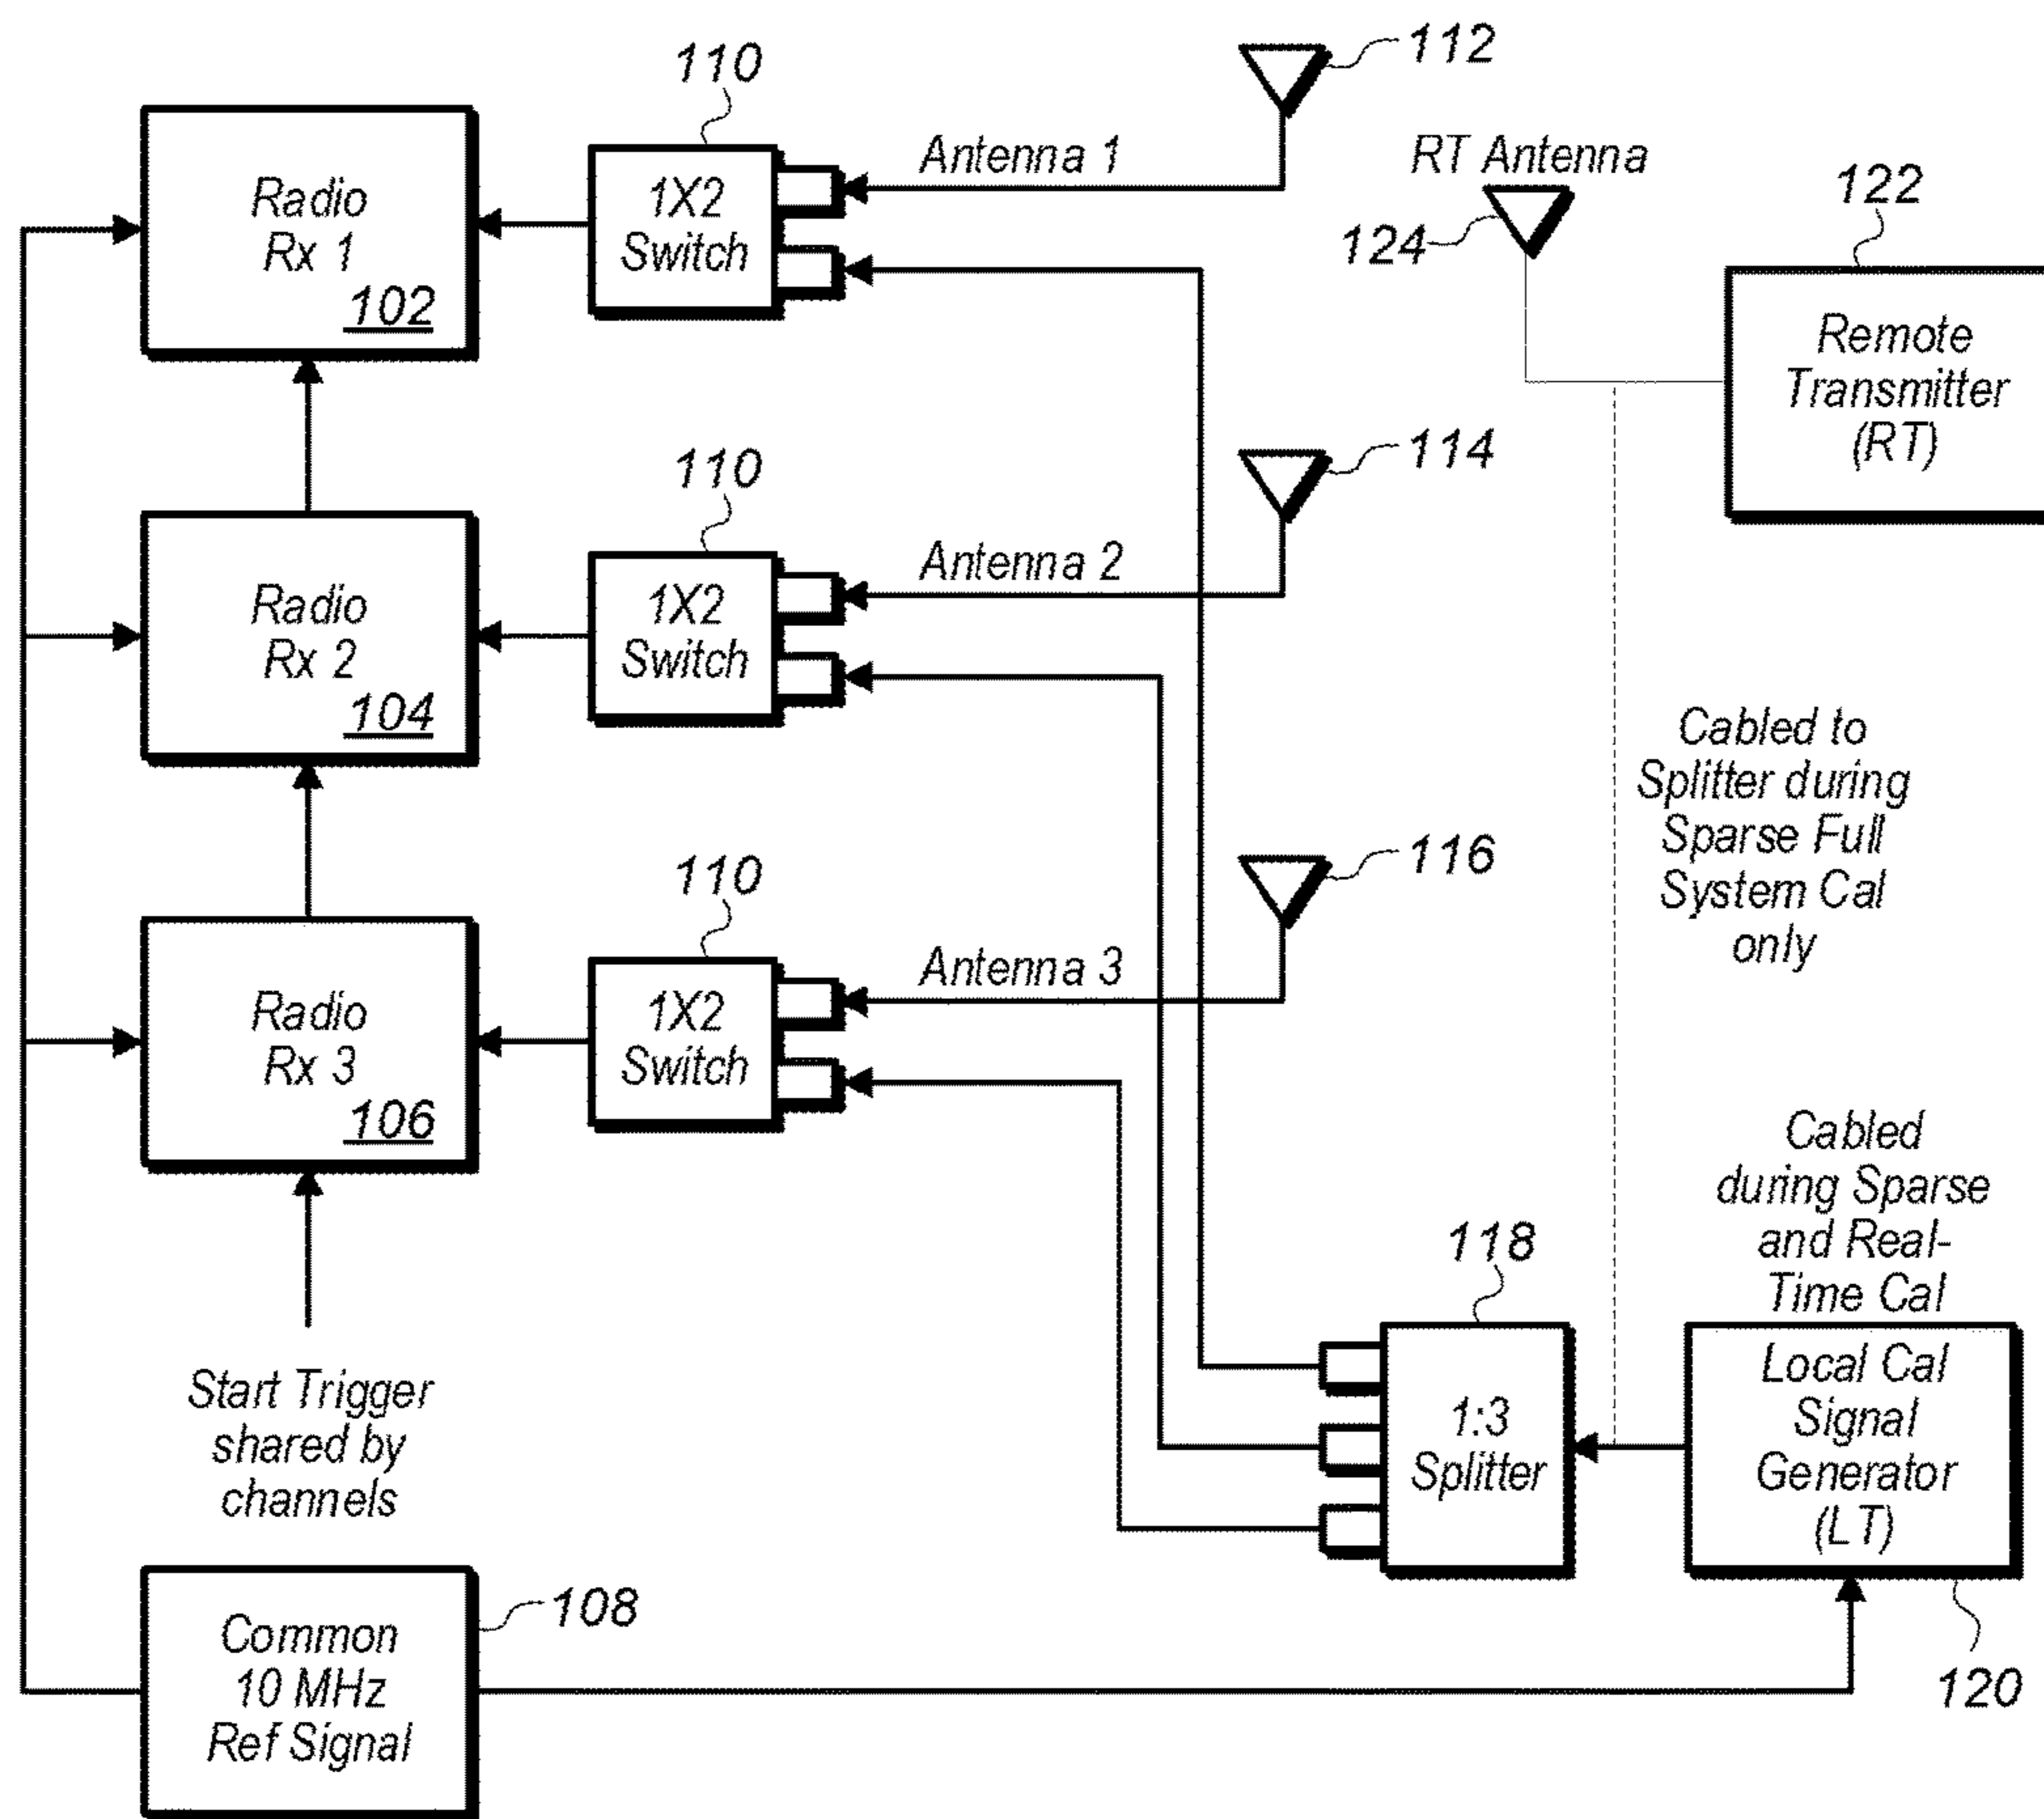 110
112
Radio
Rx 1
102
1X2
Switch
Antenna 1
RT Antenna
124
122
Remote
Transmitter
(RT)
110
114
Radio
Rx 2
104
1X2
Switch
Antenna 2
Cabled to
Splitter during
Sparse Full
System Cal
only
110
116
Radio
Rx 3
106
1X2
Switch
Antenna 3
Cabled
during Sparse
and Real-
Time Cal
118
Start Trigger
shared by
channels
1:3
Splitter
Local Cal
Signal
Generator
(LT)
120
108
Common
10 MHz
Ref Signal